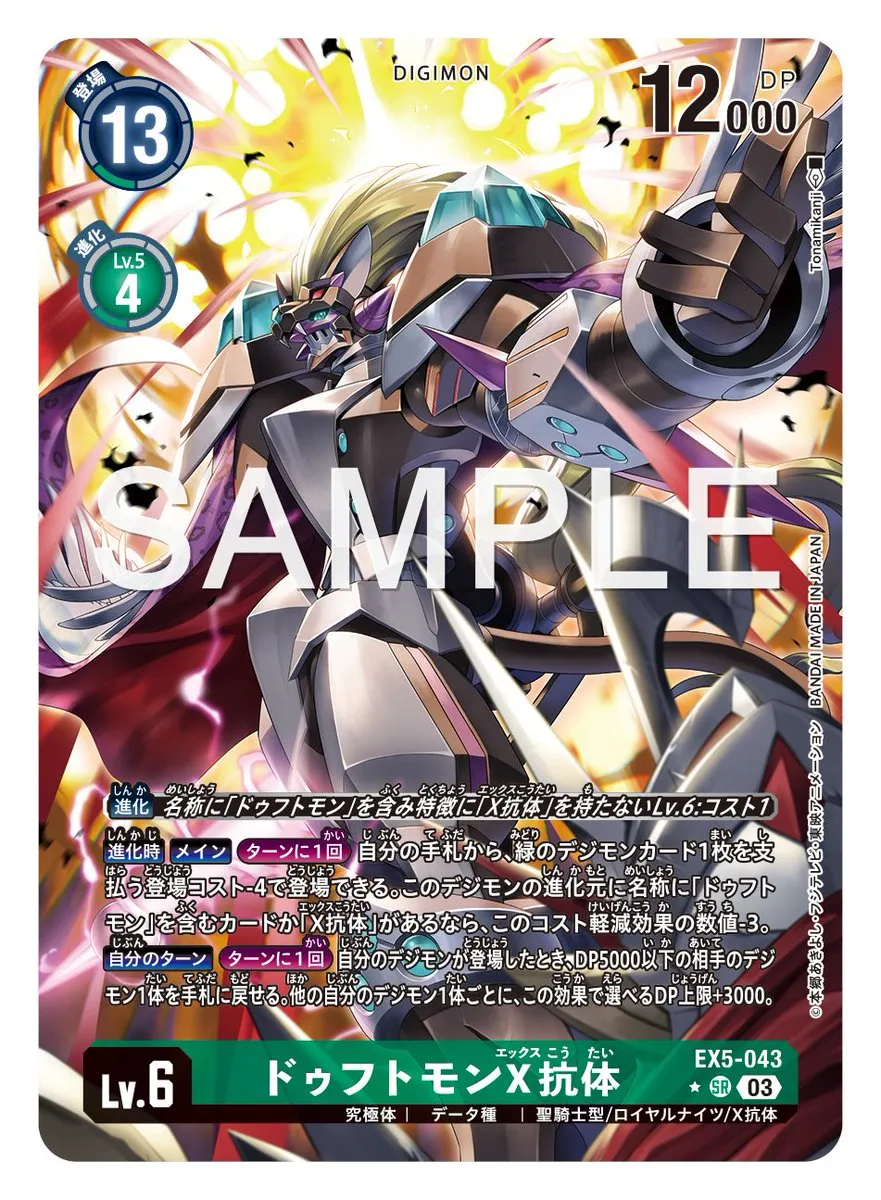 DIGIMON
登場
13
12000
DP
進化
Lv.5
4
Tonamikanji
SAMPLE
BANDAI MADE IN JAPAN
©本郷あきよし・フジテレビ・東映アニメーション
進化 名称に「ドゥフトモン」を含み特徴に「X抗体」を持たないLv.6:コスト1
進化時 メイン ターンに1回 自分の手札から、緑のデジモンカード1枚を支
払う登場コスト-4で登場できる。このデジモンの進化元に名称に「ドゥフト
モン」を含むカードか「X抗体」があるなら、このコスト軽減効果の数値-3。
自分のターン ターンに1回 自分のデジモンが登場したとき、DP5000以下の相手のデジ
モン1体を手札に戻せる。他の自分のデジモン1体ごとに、この効果で選べるDP上限+3000。
Lv.6
ドゥフトモンX抗体
エックスこうたい
EX5-043
SR 03
究極体 | データ種 | 聖騎士型/ロイヤルナイツ/X抗体